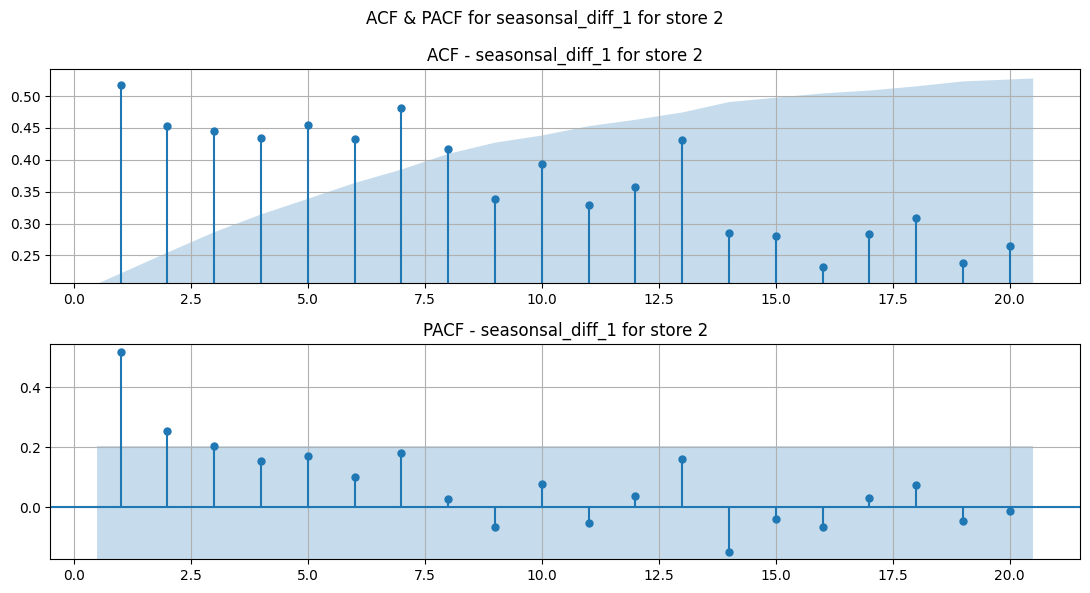 ACF & PACF for seasonsal_diff_1 for store 2
ACF - seasonsal_diff_1 for store 2
0.50
0.45
0.40
0.35
0.30
0.25
0.0 2.5 5.0 7.5 10.0 12.5 15.0 17.5 20.0
PACF - seasonsal_diff_1 for store 2
0.4
0.2
0.0
0.0 2.5 5.0 7.5 10.0 12.5 15.0 17.5 20.0